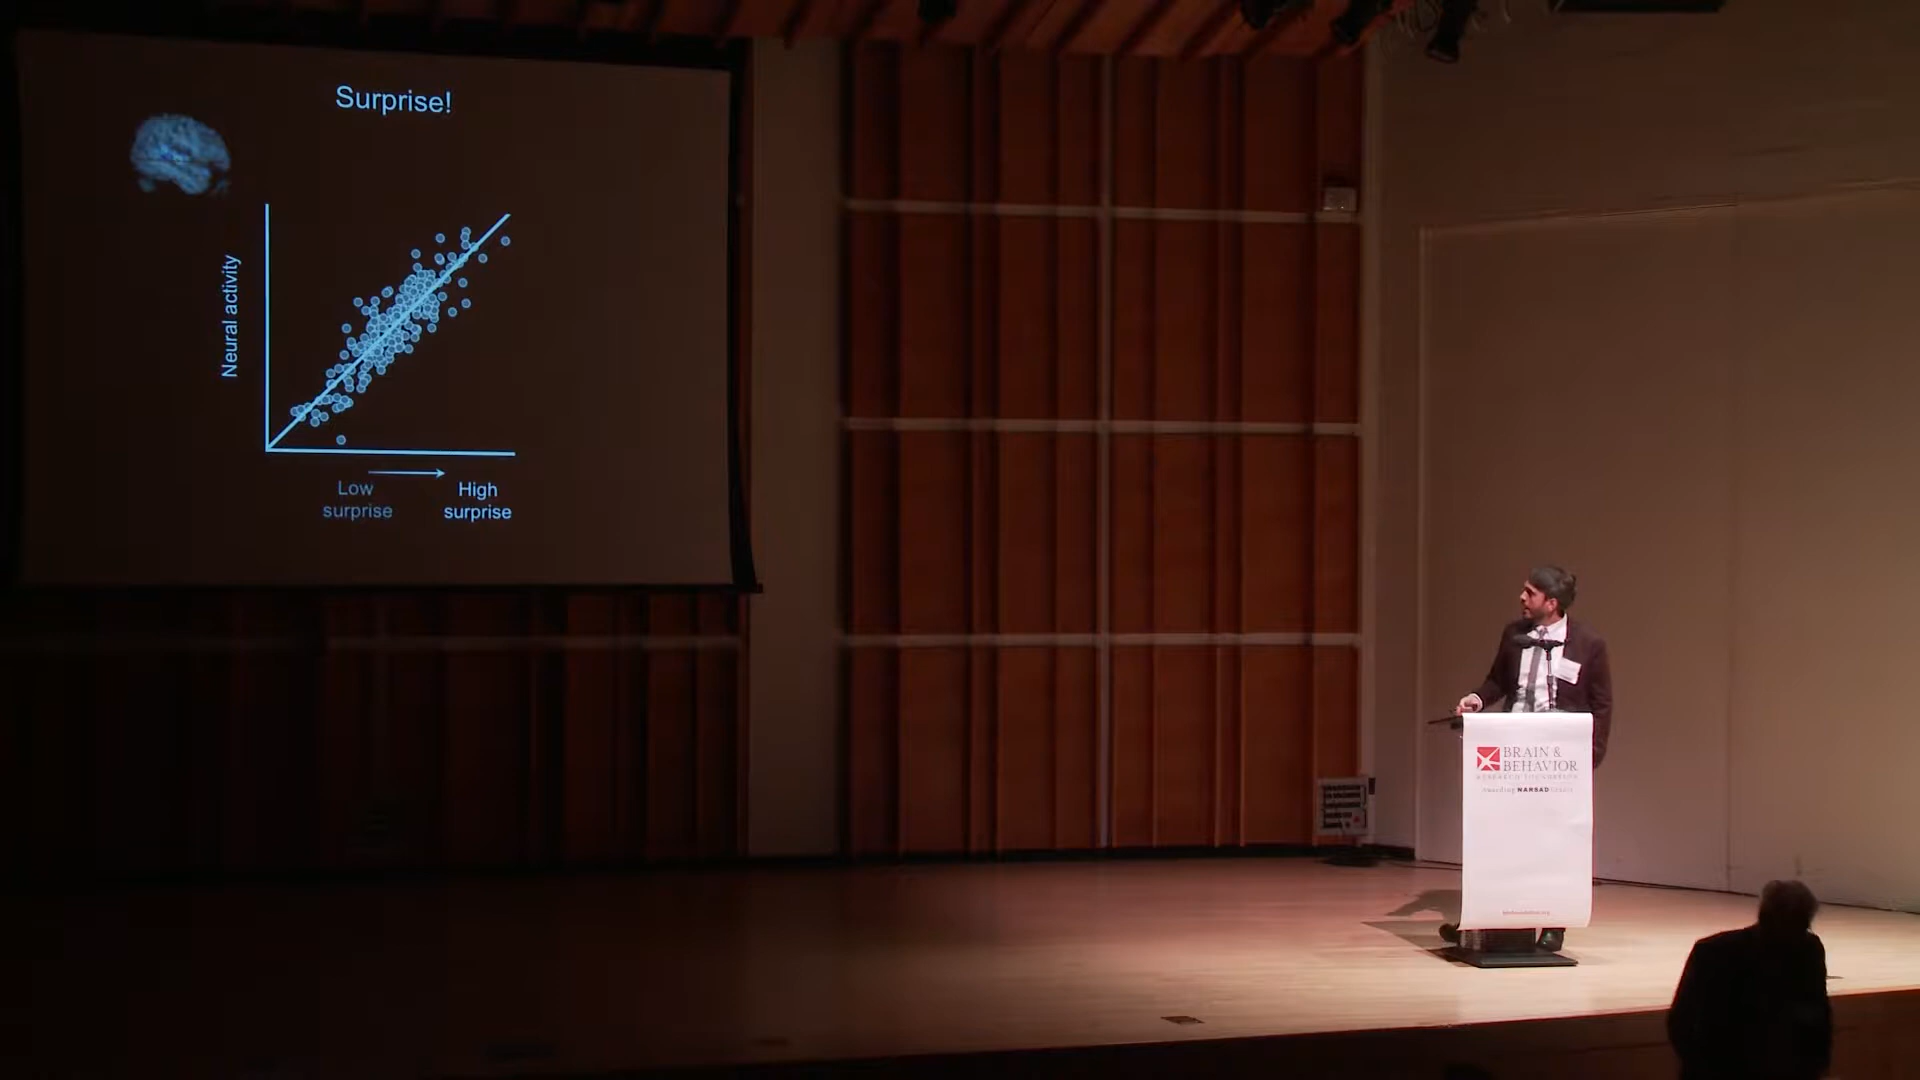 Surprise!
Neural activity
Low
surprise
High
surprise
BRAIN &
BEHAVIOR
RESEARCH FOUNDATION
Awarding NARSAD Grants